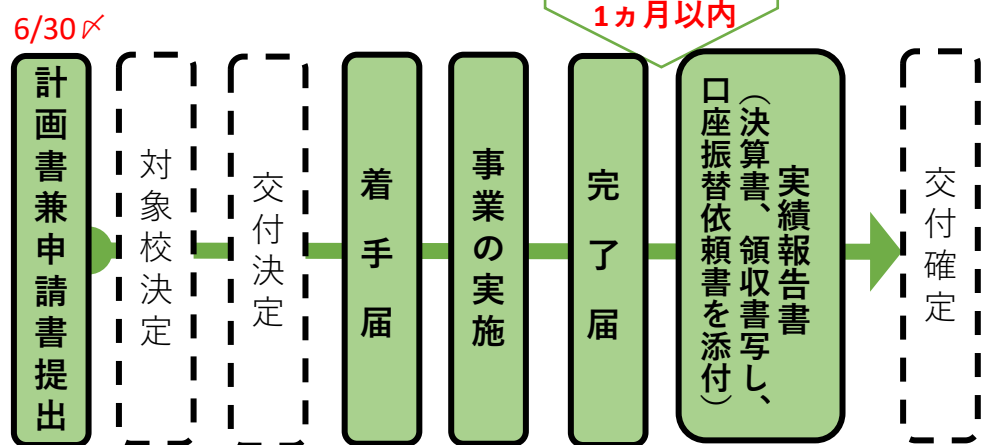 6/30〆
1ヵ月以内
計画書兼申請書提出
対象校決定
交付決定
着手届
事業の実施
完了届
実績報告書
(決算書、領収書写し、
口座振替依頼書を添付)
交付確定